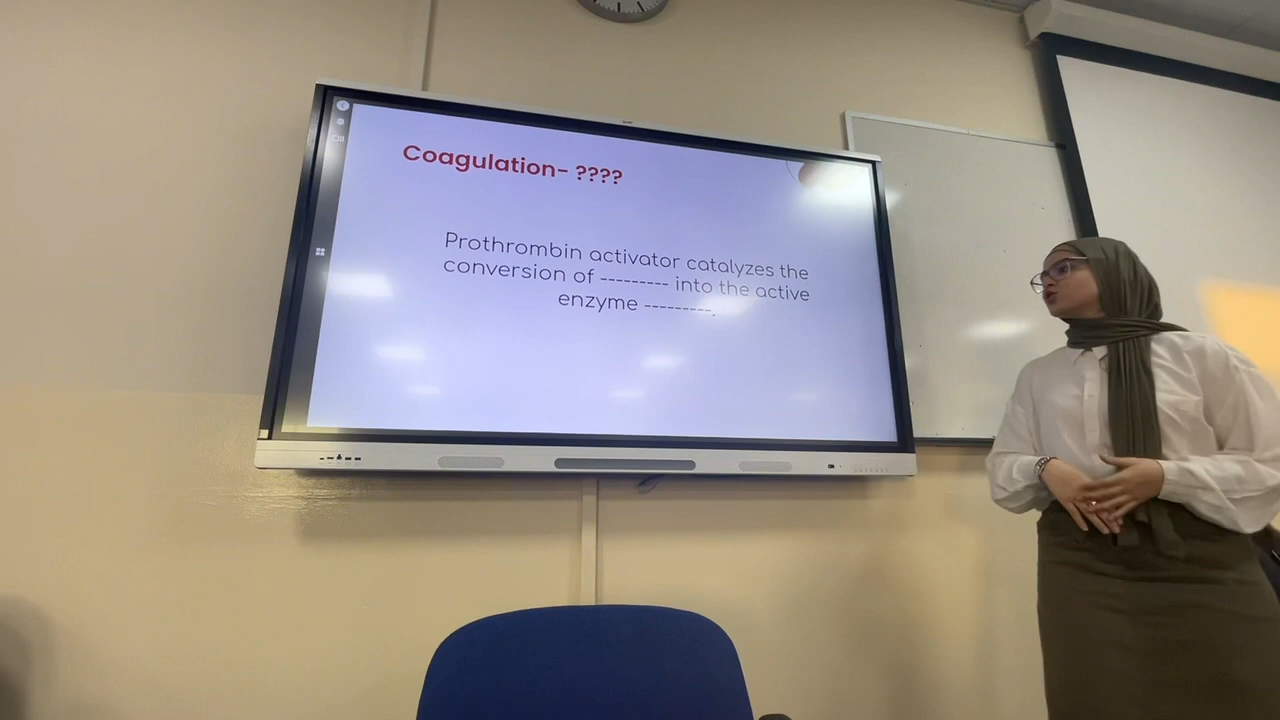 Coagulation- ????
Prothrombin activator catalyzes the
conversion of --------- into the active
enzyme ---------.